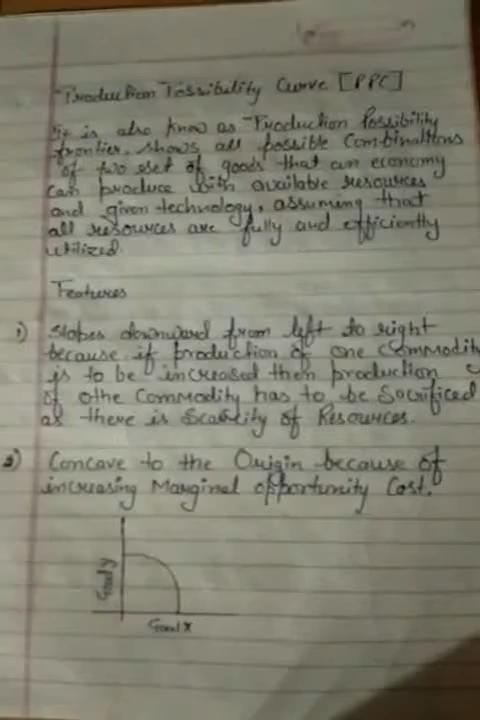 Production Possibility Curve [PPC]
It is also know as Production Possibility
frontier. shows all possible Combinations
of two set of goods that an economy
can produce with available resources
and given technology, assuming that
all resources are fully and efficiently
utilized.
Features
1) Slopes downward from left to right
because if production of one Commodity
is to be increased then production
of othe Commodity has to be Sacrificed
as there is Scarcity of Resources.
2) Concave to the Origin because of
increasing Marginal opportunity Cost.
Good y
Good x